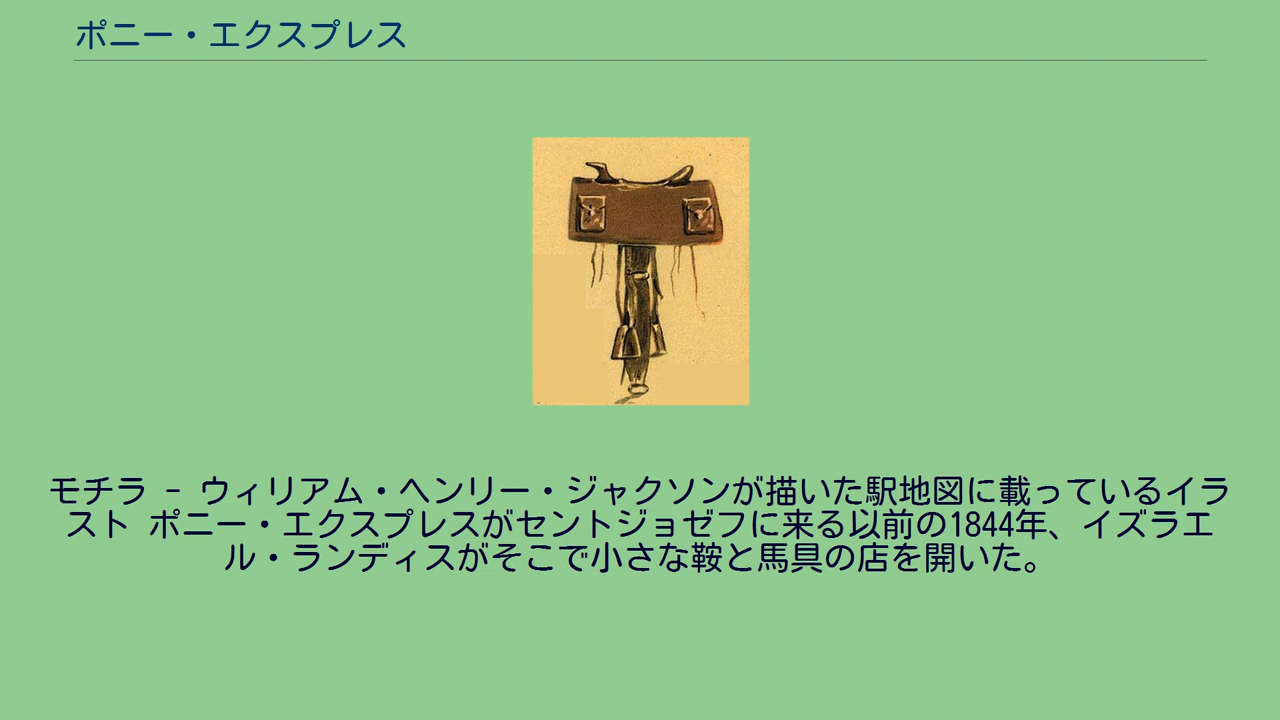 ポニー・エクスプレス
モチラ - ウィリアム・ヘンリー・ジャクソンが描いた駅地図に載っているイラ
スト ポニー・エクスプレスがセントジョゼフに来る以前の1844年、イズラエ
ル・ランディスがそこで小さな鞍と馬具の店を開いた。